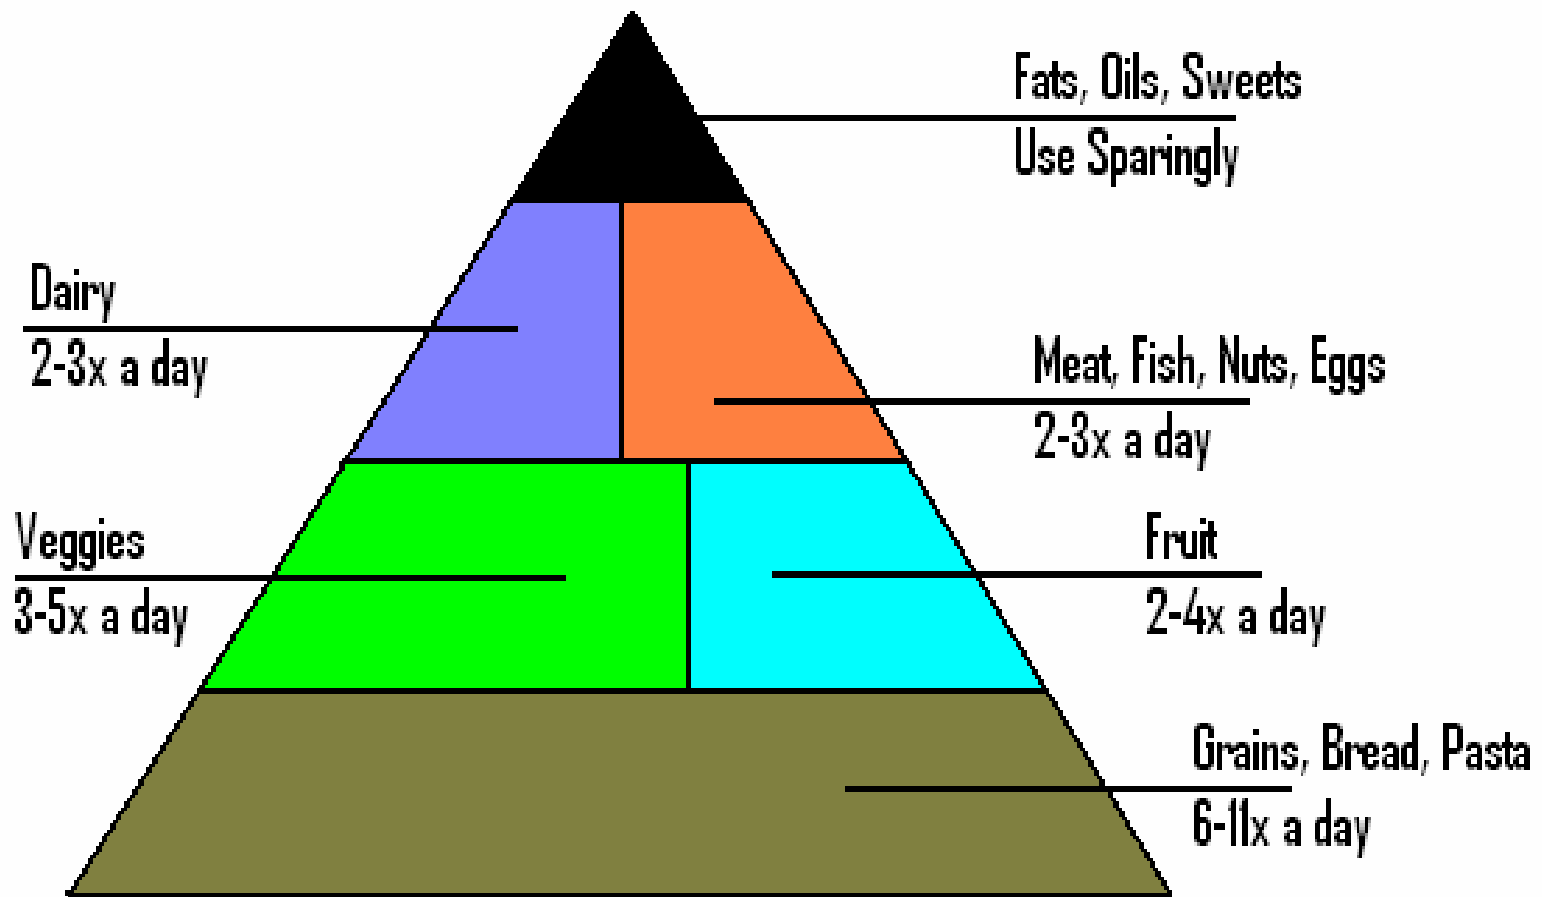 Fats, Oils, Sweets
Use Sparingly
Dairy
2-3x a day
Meat, Fish, Nuts, Eggs
2-3x a day
Veggies
3-5x a day
Fruit
2-4x a day
Grains, Bread, Pasta
6-11x a day